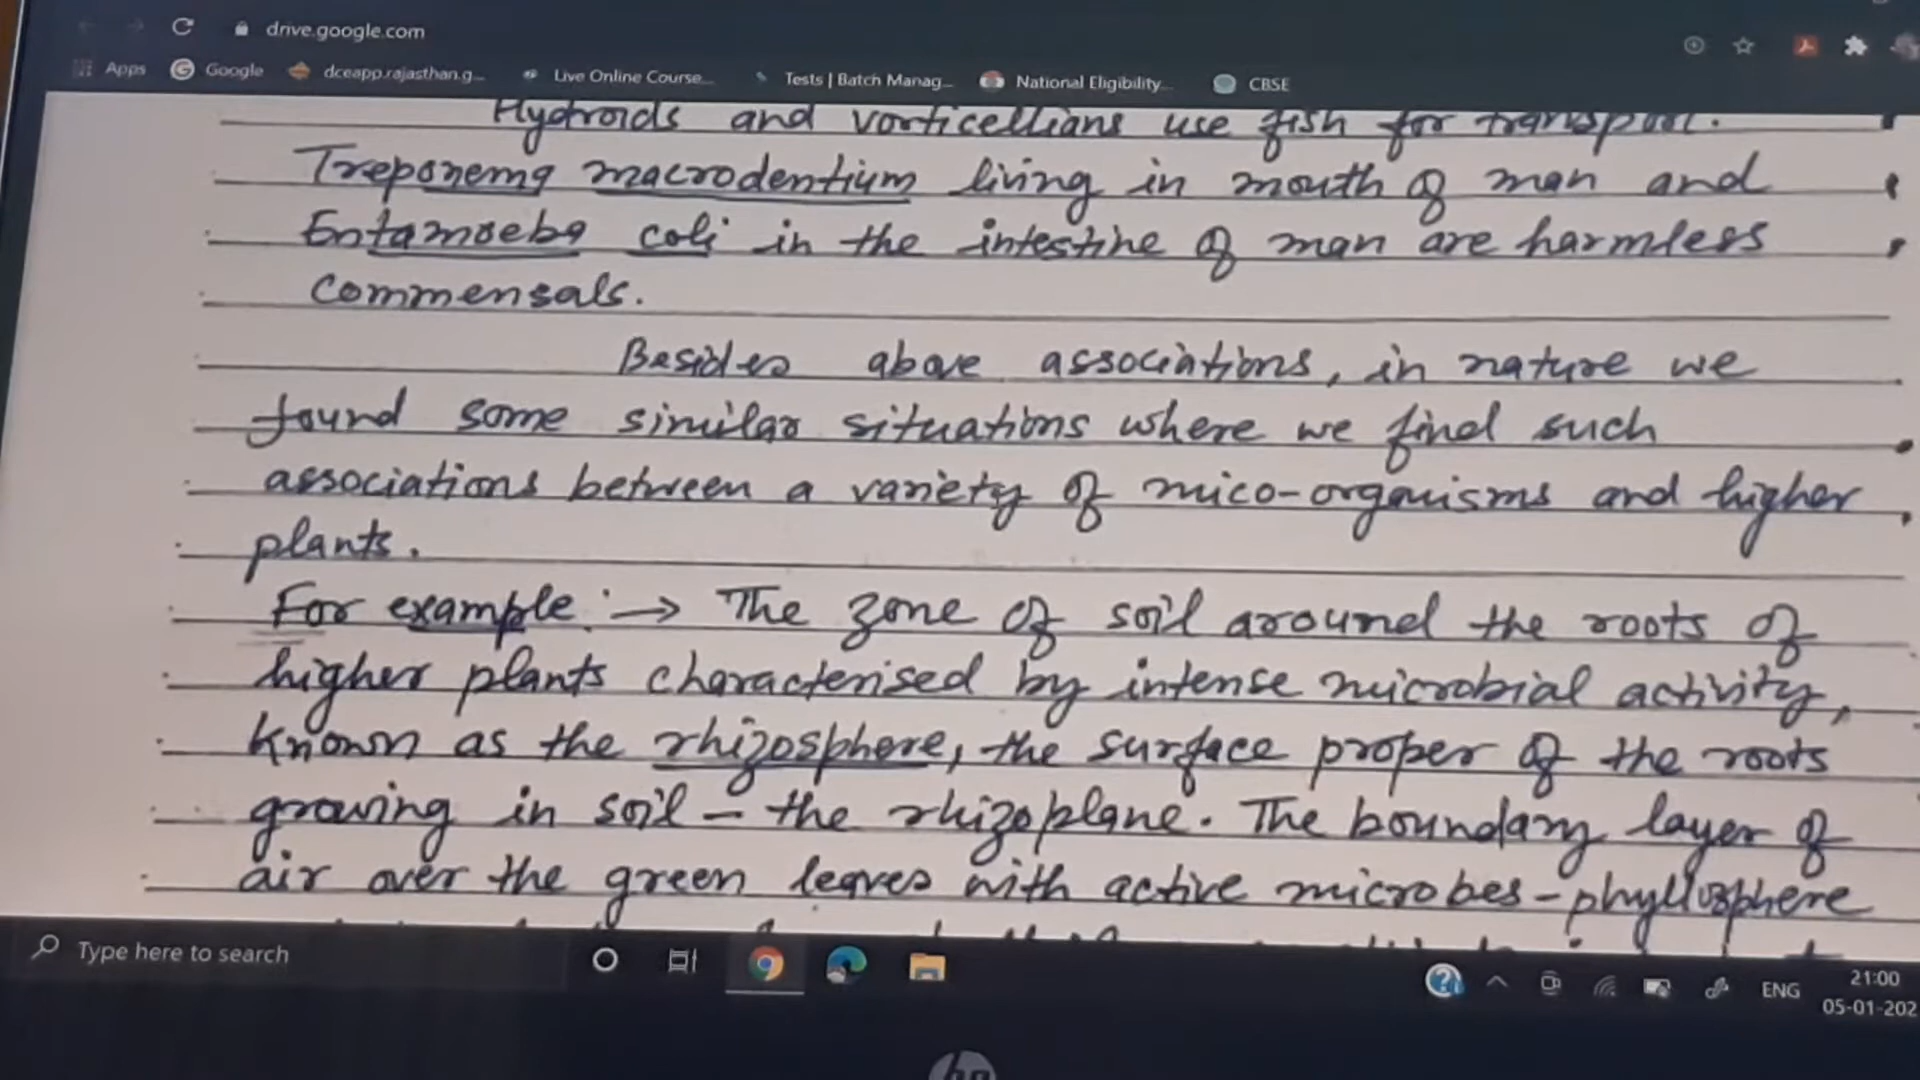 drive.google.com
Apps Google dceapp.rajasthan.g... Live Online Course... Tests | Batch Manag... National Eligibility... CBSE
Hydroids and vorticellians use fish for transport.
Treponema macrodentium living in mouth of man and
Entamoeba coli in the intestine of man are harmless
commensals.
Besides above associations, in nature we
found some similar situations where we find such
associations between a variety of mico-organisms and higher
plants.
For example :→ The zone of soil around the roots of
higher plants characterised by intense microbial activity,
known as the rhizosphere, the surface proper of the roots
growing in soil – the rhizoplane. The boundary layer of
air over the green leaves with active microbes – phyllosphere
Type here to search
ENG
21:00
05-01-202
hp